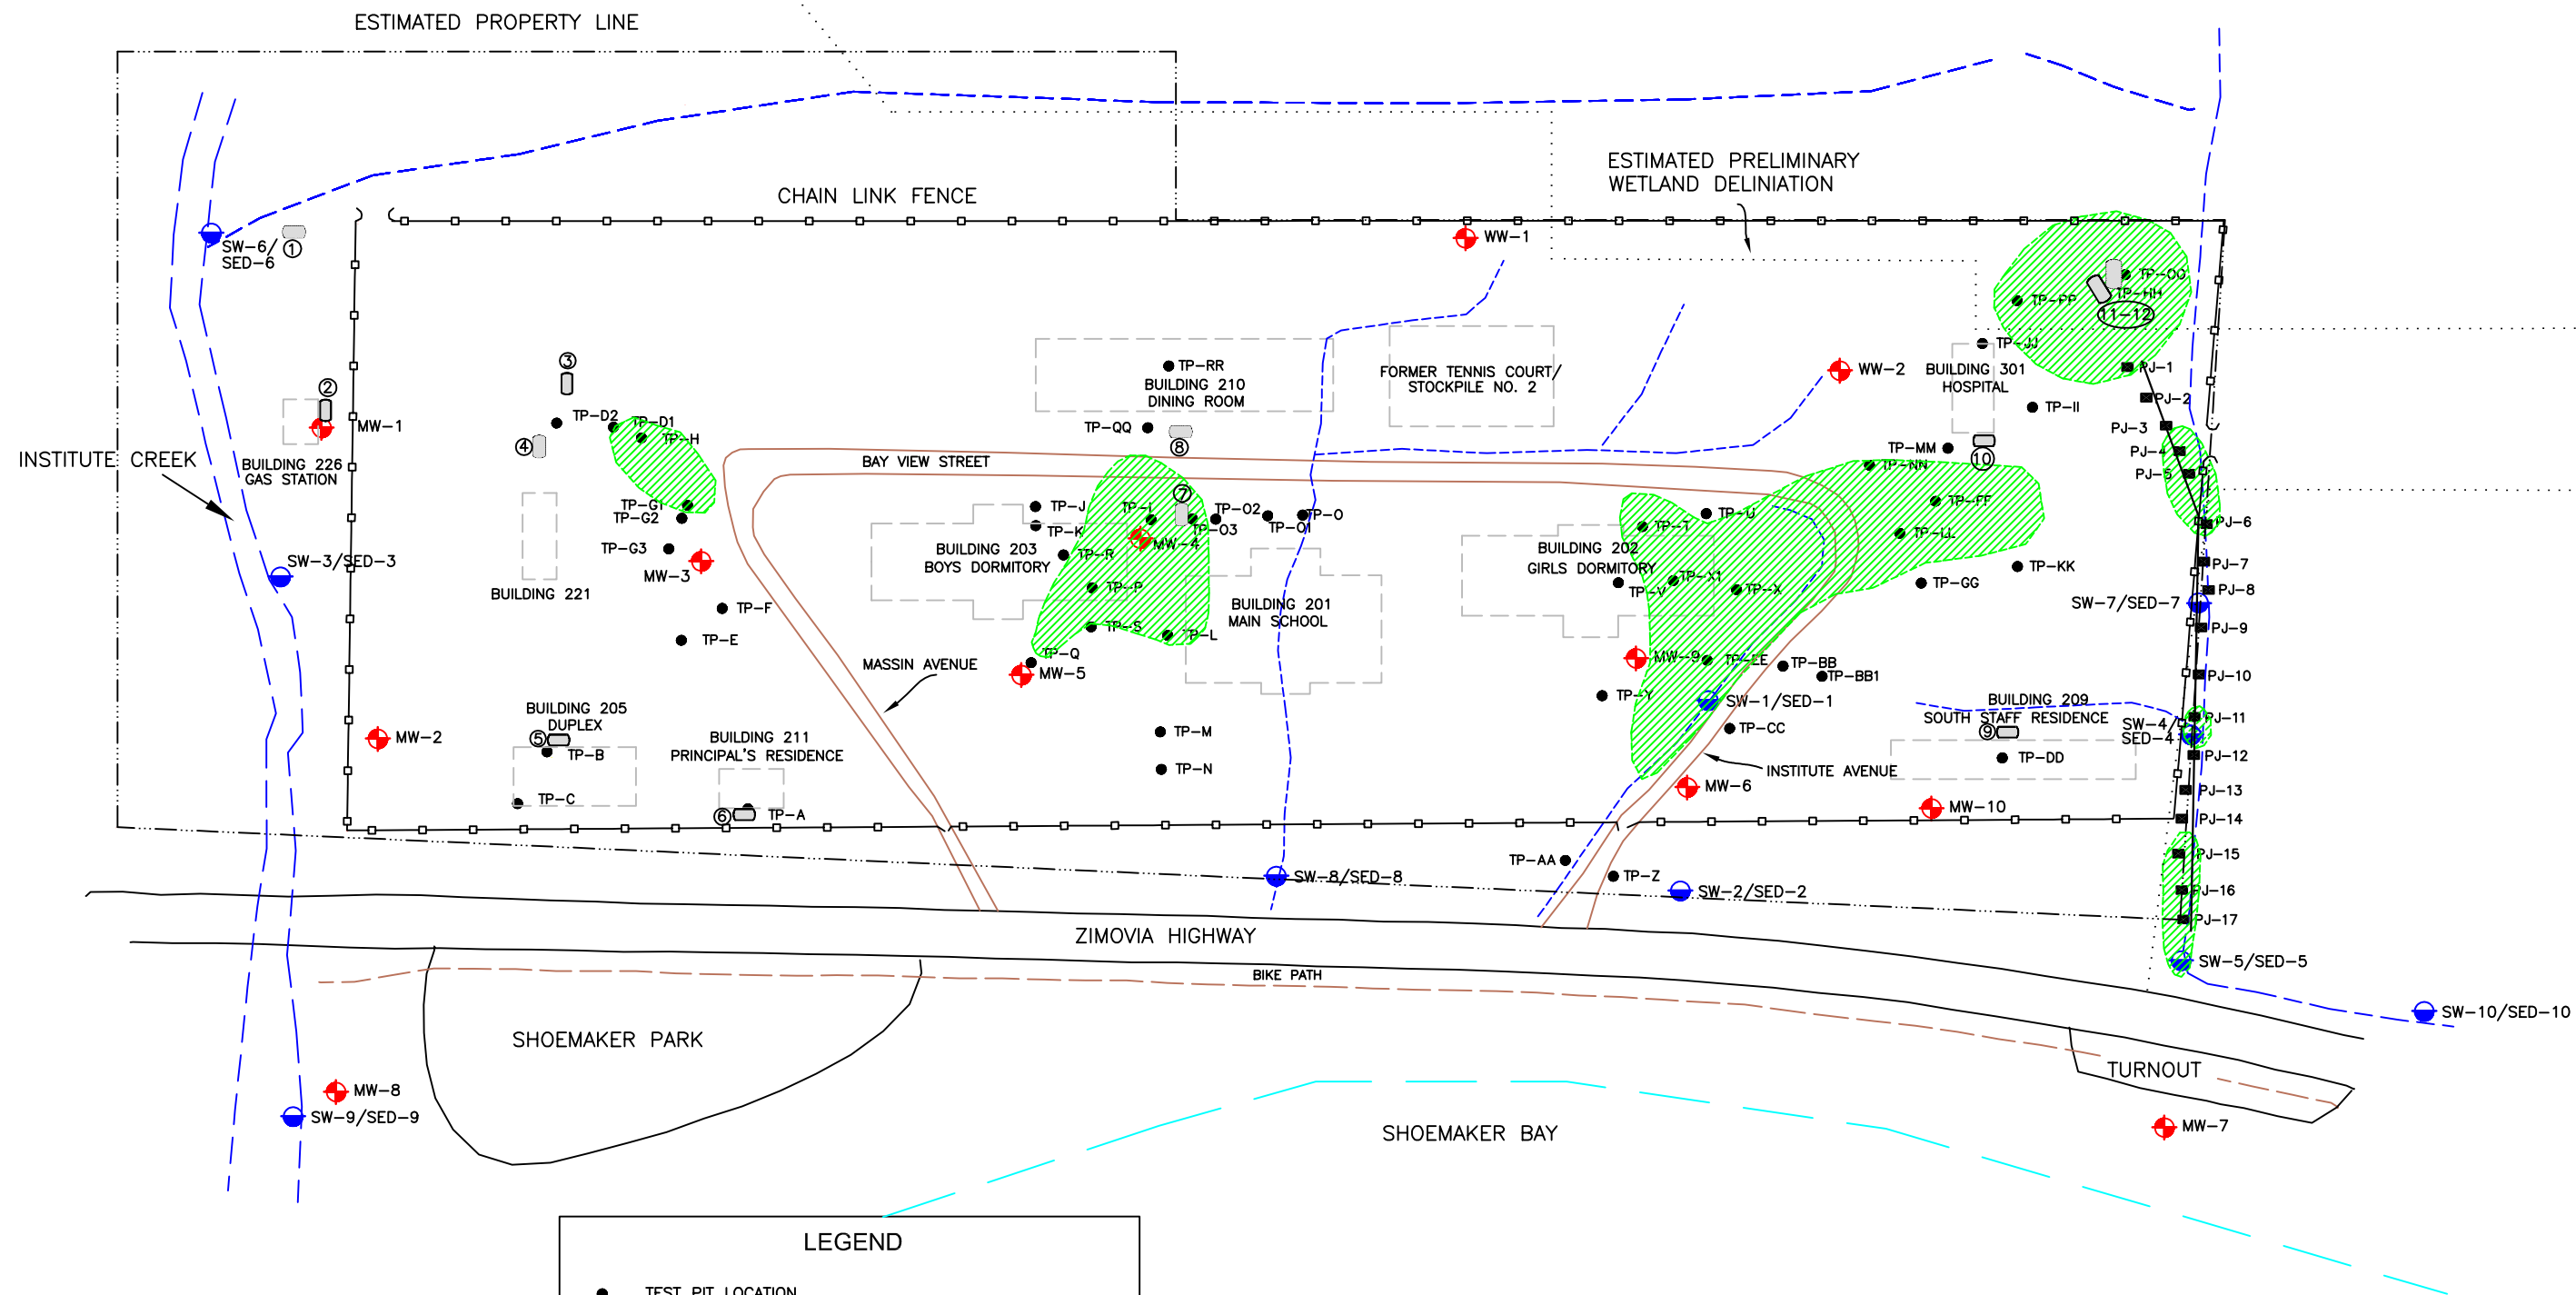 ESTIMATED PROPERTY LINE
ESTIMATED PRELIMINARY
WETLAND DELINIATION
CHAIN LINK FENCE
SW-6/
SED-6
1
WW-1
TP-OO
TP-PP
TP-HH
11-12
2
3
MW-1
TP-D2
TP-D1
TP-H
4
TP-RR
BUILDING 210
DINING ROOM
TP-QQ
8
FORMER TENNIS COURT/
STOCKPILE NO. 2
WW-2
TP-JJ
BUILDING 301
HOSPITAL
TP-II
PJ-1
PJ-2
PJ-3
PJ-4
PJ-5
PJ-6
PJ-7
PJ-8
PJ-9
PJ-10
PJ-11
PJ-12
PJ-13
PJ-14
PJ-15
PJ-16
PJ-17
INSTITUTE CREEK
BUILDING 226
GAS STATION
BAY VIEW STREET
TP-MM
10
TP-NN
TP-FF
TP-LL
TP-G1
TP-G2
TP-G3
MW-3
TP-J
TP-K
TP-I
7
TP-O2
TP-O3
TP-O1
TP-O
MW-4
TP-R
TP-P
TP-S
TP-L
TP-Q
MW-5
TP-T
TP-U
BUILDING 203
BOYS DORMITORY
BUILDING 202
GIRLS DORMITORY
TP-V
TP-X1
TP-X
TP-GG
TP-KK
SW-3/SED-3
BUILDING 221
BUILDING 201
MAIN SCHOOL
SW-7/SED-7
TP-F
TP-E
MASSIN AVENUE
MW-9
TP-EE
TP-BB
TP-BB1
TP-Y
SW-1/SED-1
TP-CC
BUILDING 209
SOUTH STAFF RESIDENCE
SW-4/
SED-4
9
TP-DD
MW-2
BUILDING 205
DUPLEX
5
TP-B
TP-C
BUILDING 211
PRINCIPAL'S RESIDENCE
6
TP-A
TP-M
TP-N
INSTITUTE AVENUE
MW-6
MW-10
TP-AA
TP-Z
SW-8/SED-8
SW-2/SED-2
ZIMOVIA HIGHWAY
BIKE PATH
SW-5/SED-5
SW-10/SED-10
SHOEMAKER PARK
TURNOUT
MW-8
SW-9/SED-9
SHOEMAKER BAY
MW-7
LEGEND
TEST PIT LOCATION